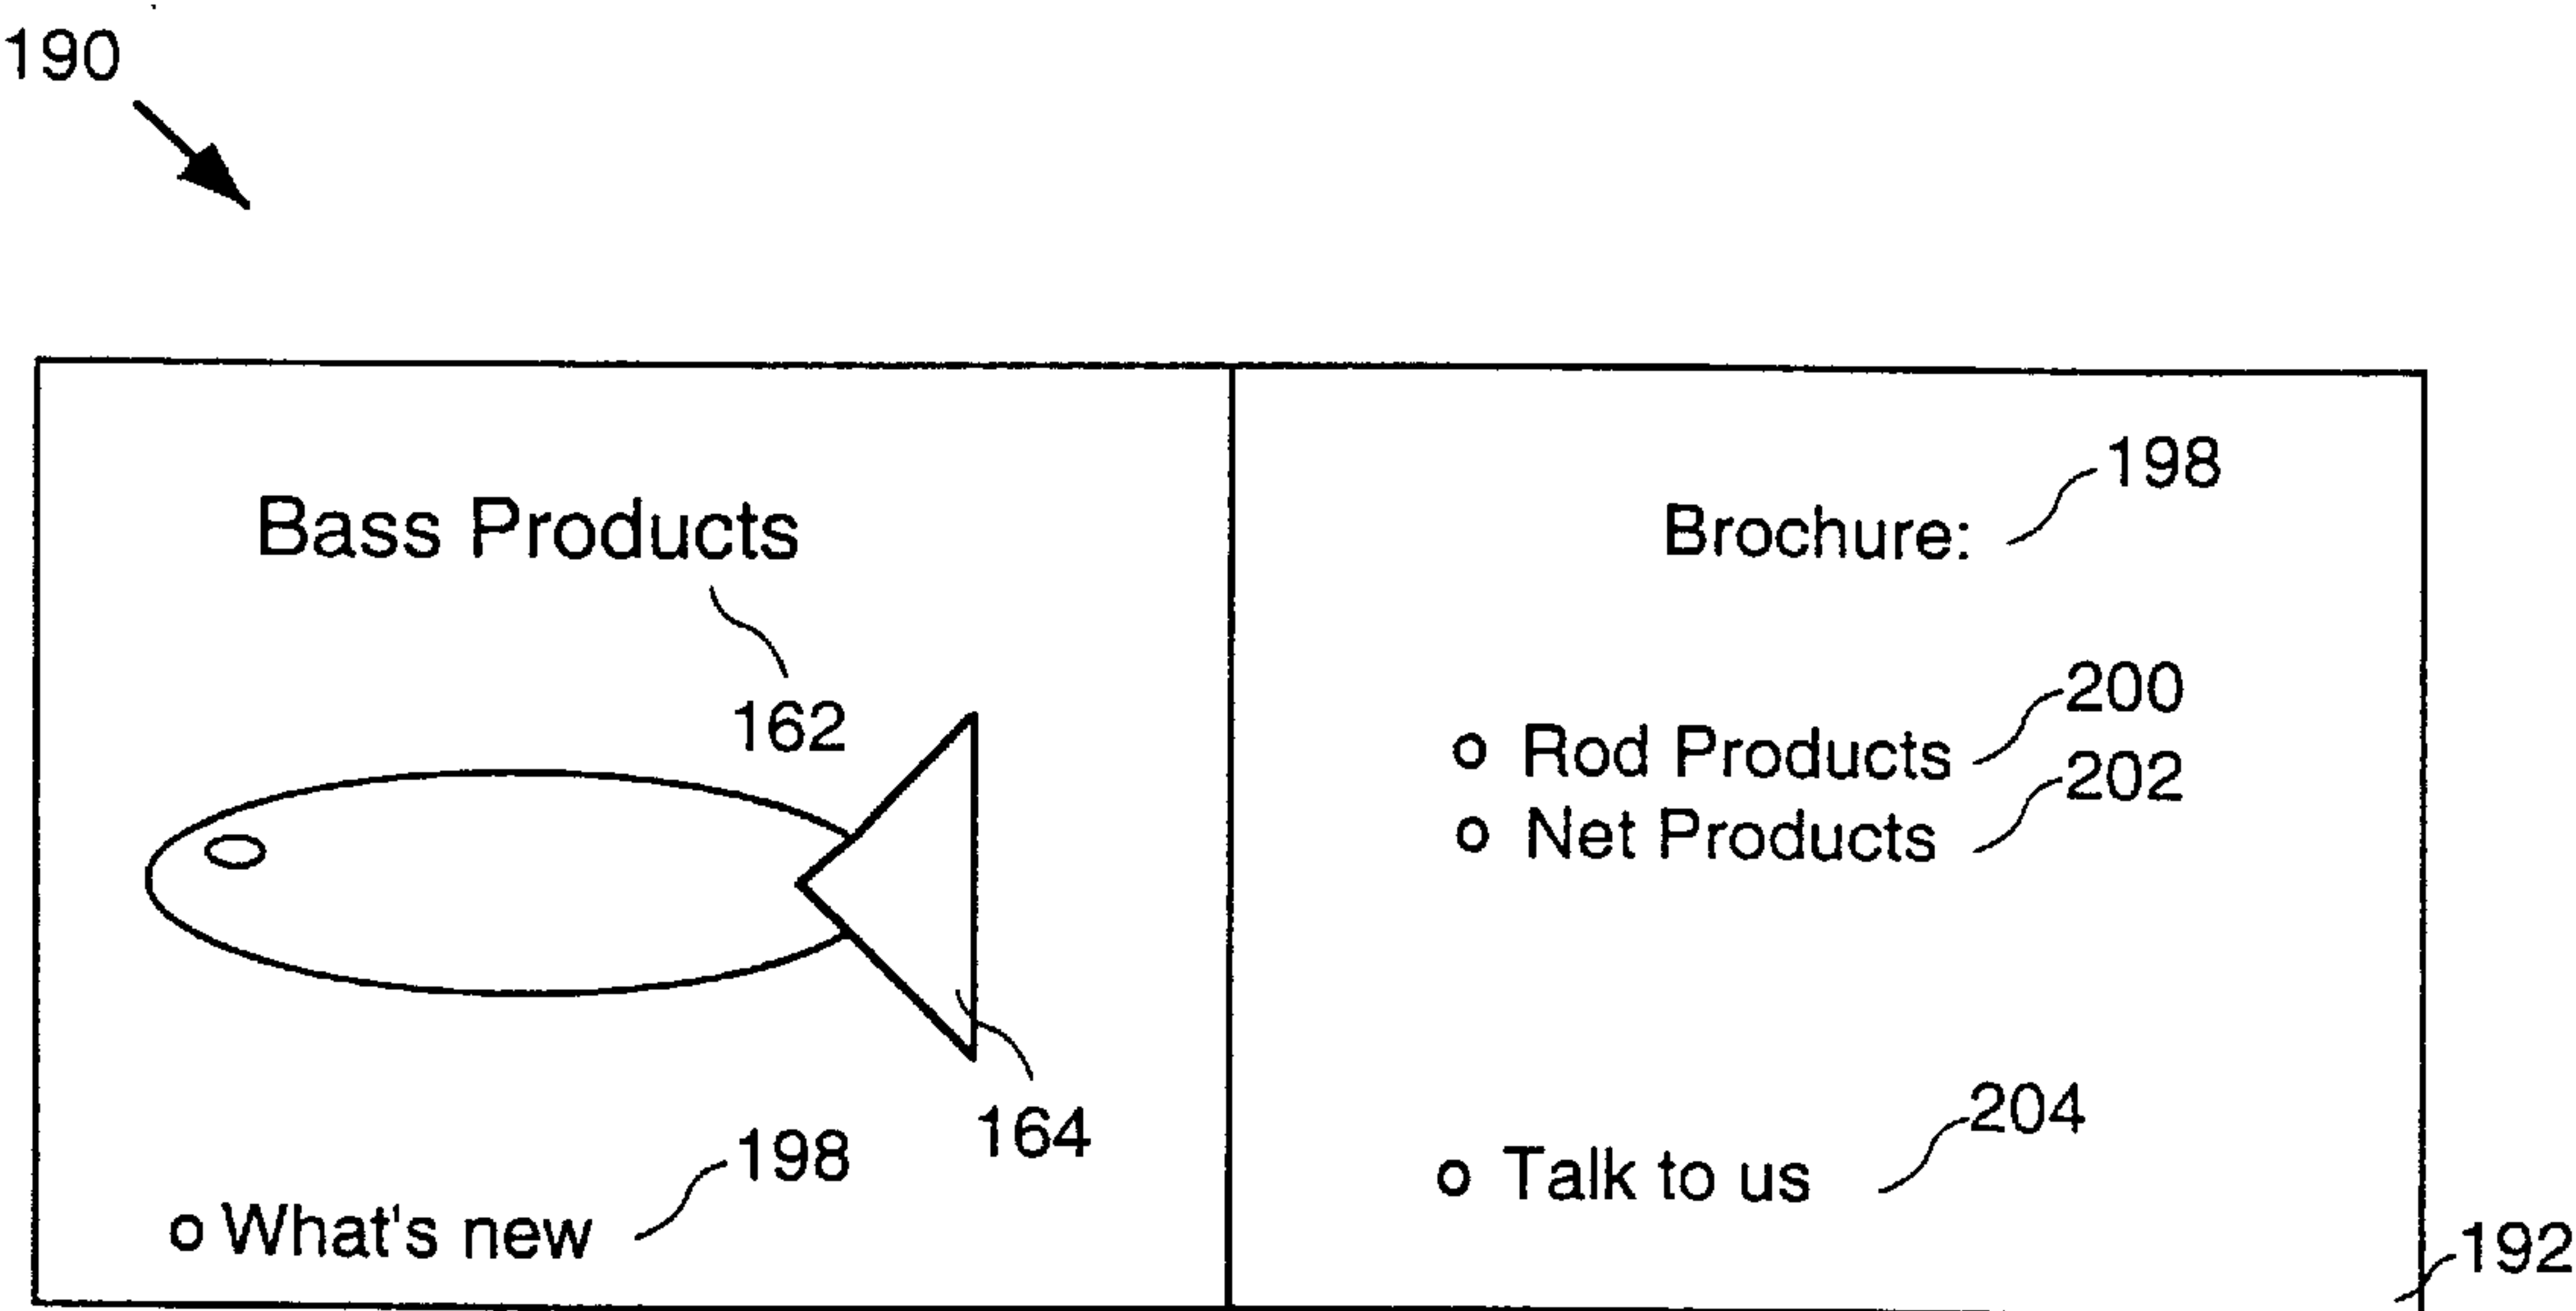 190
Bass Products
162
164
198
What's new
198
Brochure:
200
Rod Products
202
Net Products
204
Talk to us
192